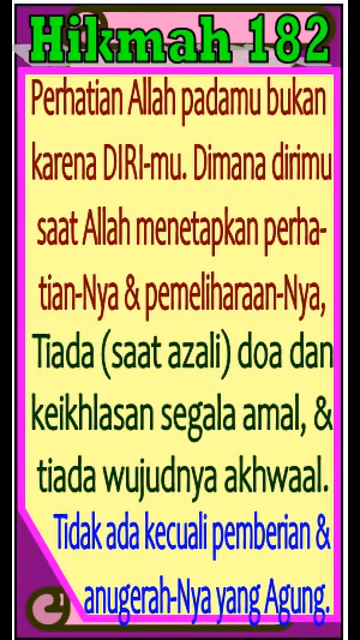 Hikmah 182
Perhatian Allah padamu bukan
karena DIRI-mu. Dimana dirimu
saat Allah menetapkan perha-
tian-Nya & pemeliharaan-Nya,
Tiada (saat azali) doa dan
keikhlasan segala amal, &
tiada wujudnya akhwaal.
Tidak ada kecuali pemberian &
anugerah-Nya yang Agung.